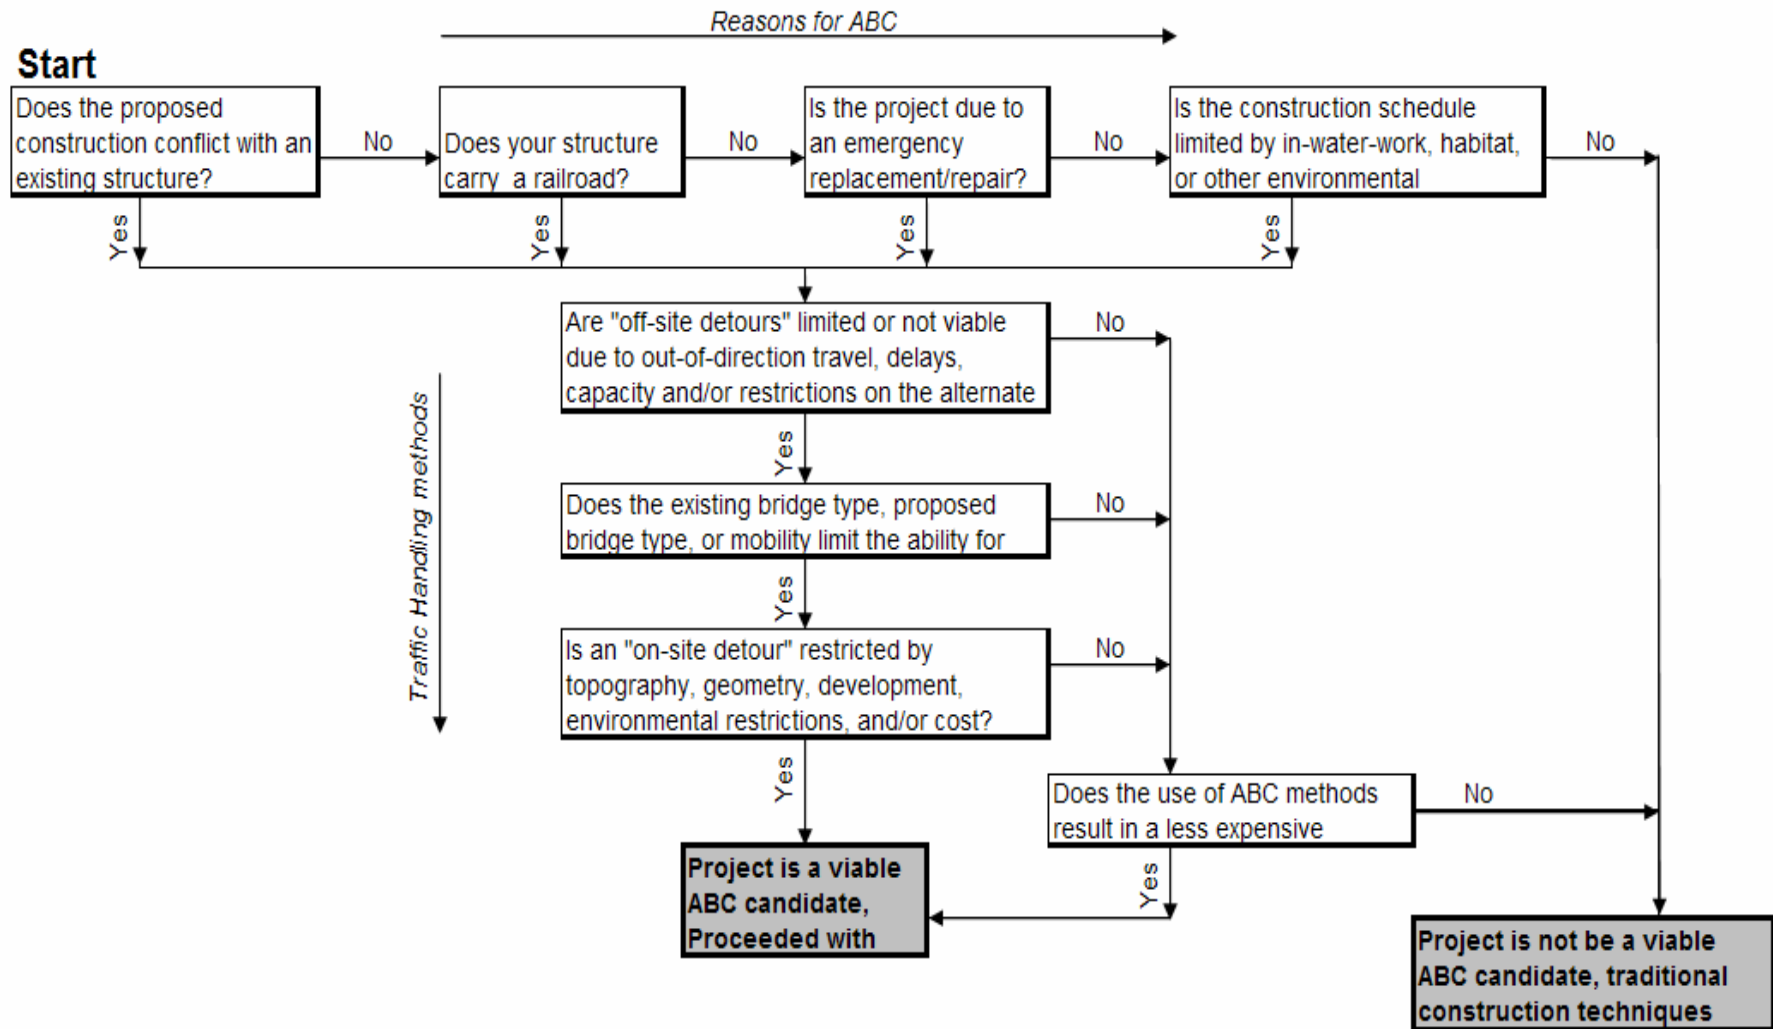 Reasons for ABC
Start
Does the proposed
construction conflict with an
existing structure?
Yes
No
Does your structure
carry a railroad?
Yes
No
Is the project due to
an emergency
replacement/repair?
Yes
No
Is the construction schedule
limited by in-water-work, habitat,
or other environmental
Yes
No
Traffic Handling methods
Are "off-site detours" limited or not viable
due to out-of-direction travel, delays,
capacity and/or restrictions on the alternate
No
Yes
Does the existing bridge type, proposed
bridge type, or mobility limit the ability for
No
Yes
Is an "on-site detour" restricted by
topography, geometry, development,
environmental restrictions, and/or cost?
No
Yes
Does the use of ABC methods
result in a less expensive
No
Yes
Project is a viable
ABC candidate,
Proceeded with
Project is not be a viable
ABC candidate, traditional
construction techniques